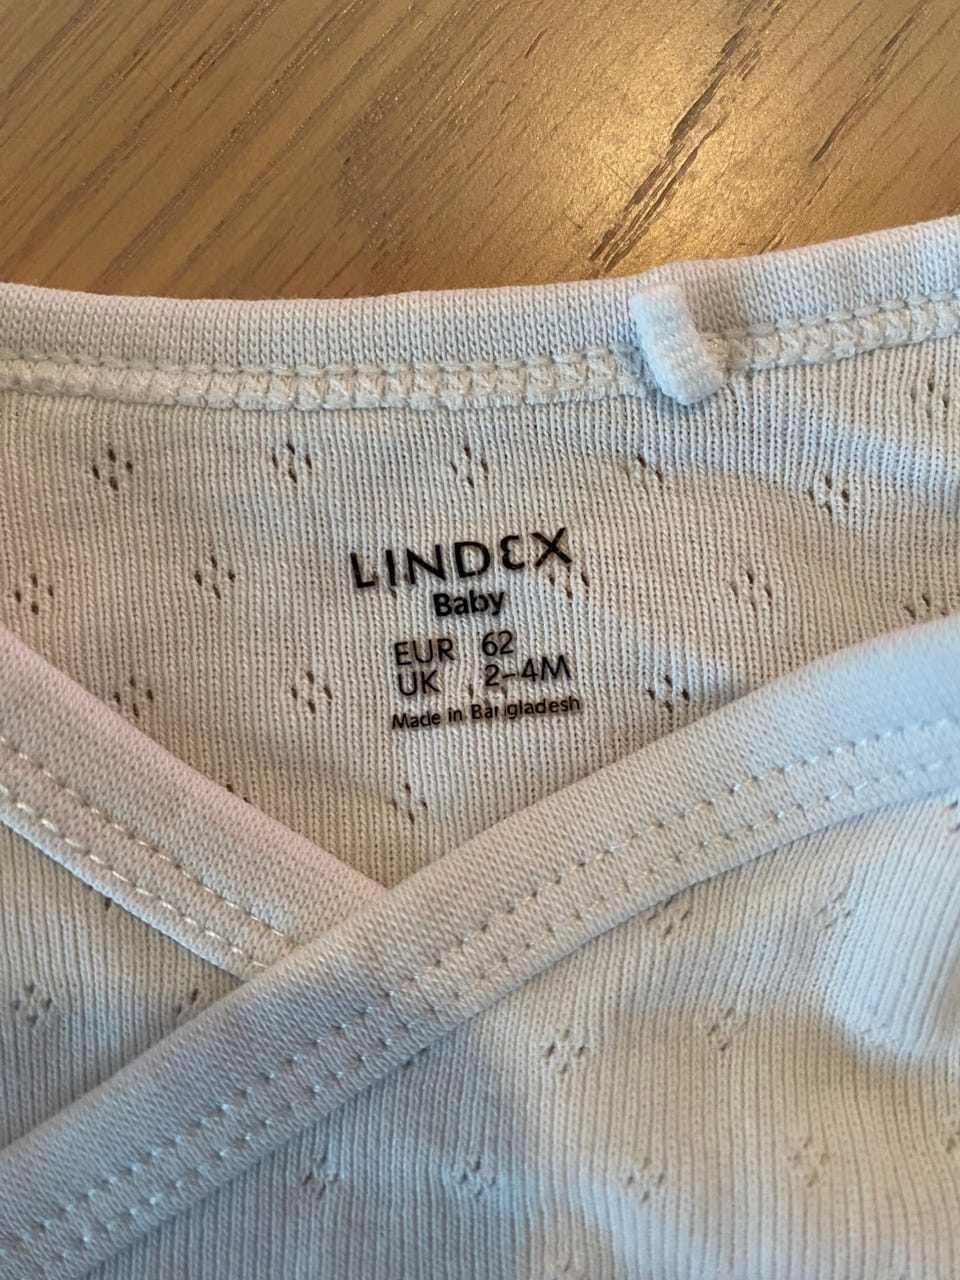 LINDEX
Baby
EUR 62
UK 2-4M
Made in Bangladesh